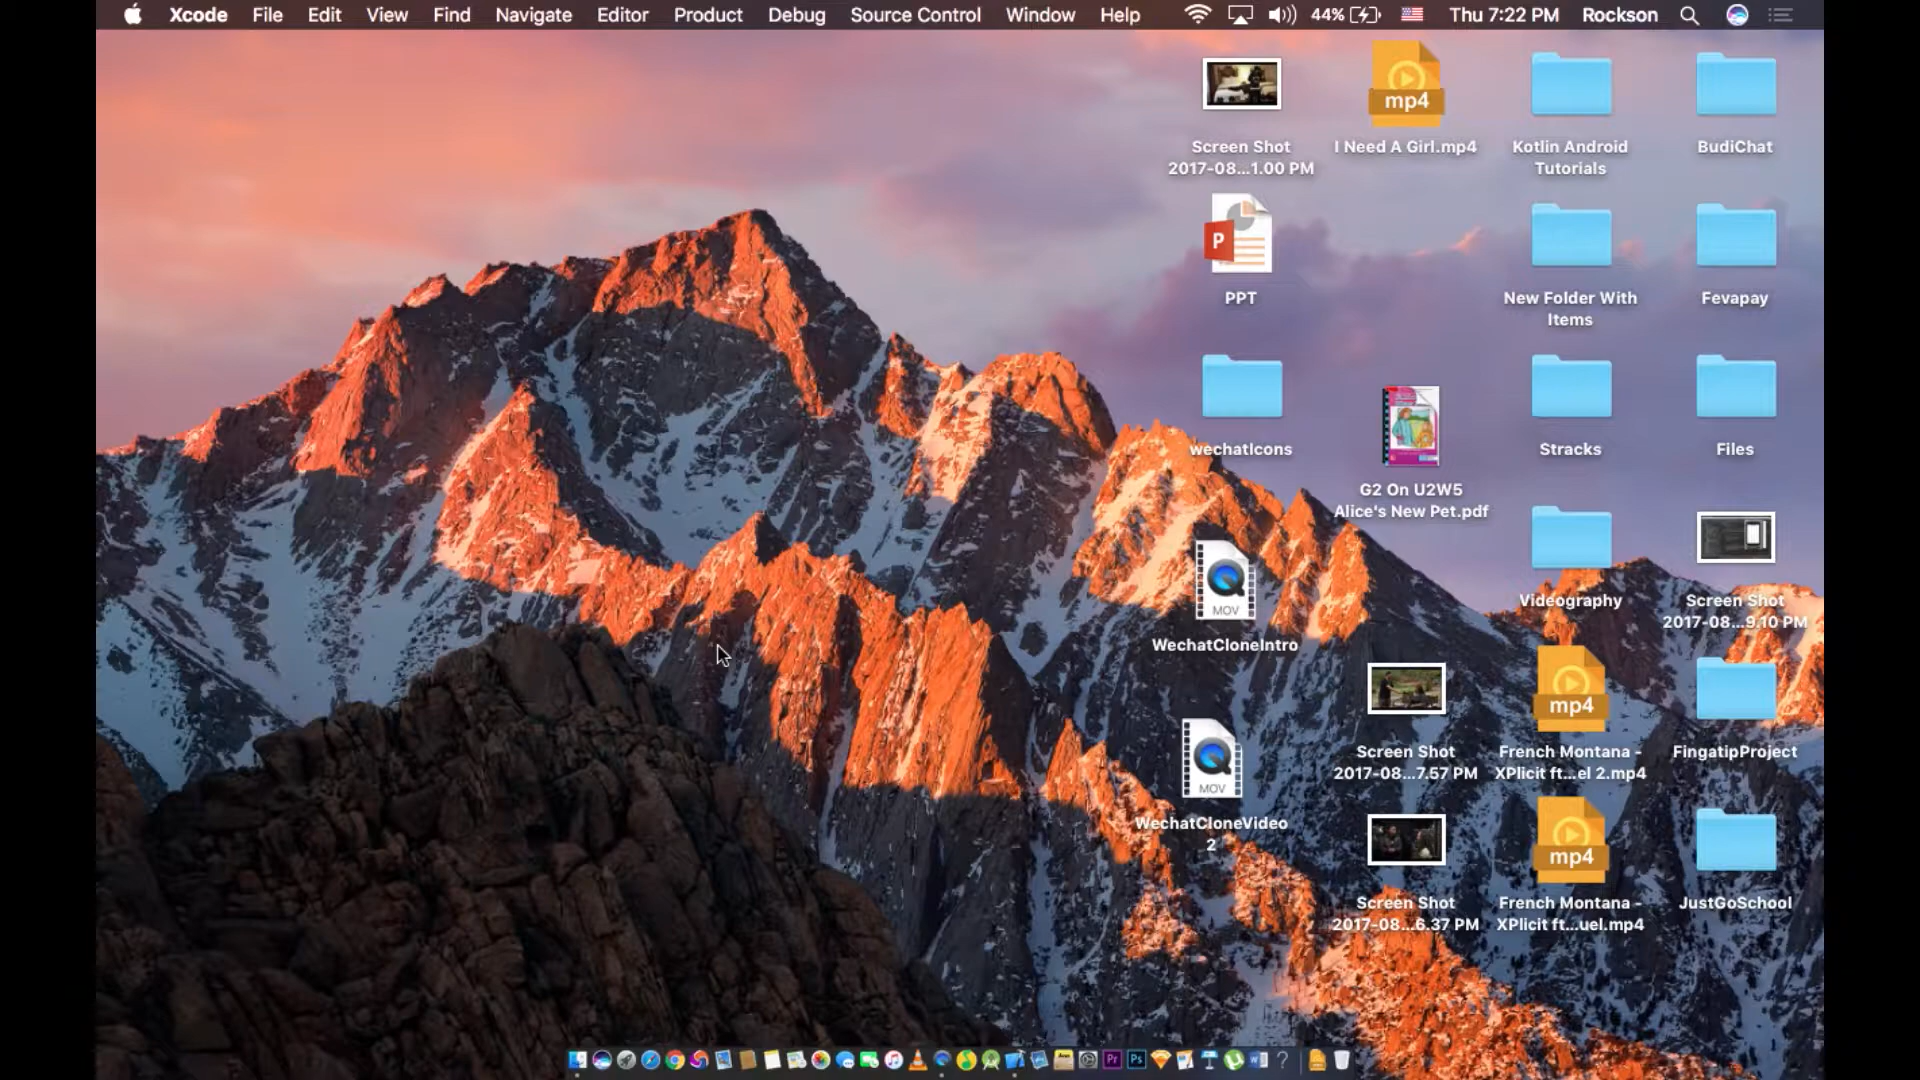 Xcode File Edit View Find Navigate Editor Product Debug Source Control Window Help 44% Thu 7:22 PM Rockson
mp4
Screen Shot
2017-08...1.00 PM
I Need A Girl.mp4
Kotlin Android
Tutorials
BudiChat
P
PPT
New Folder With
Items
Fevapay
wechatIcons
G2 On U2W5
Alice's New Pet.pdf
Stracks
Files
MOV
WechatCloneIntro
Videography
Screen Shot
2017-08...9.10 PM
MOV
WechatCloneVideo
2
Screen Shot
2017-08...7.57 PM
mp4
French Montana -
XPlicit ft...el 2.mp4
FingatipProject
Screen Shot
2017-08...6.37 PM
mp4
French Montana -
XPlicit ft...uel.mp4
JustGoSchool
Pr Ps W ?